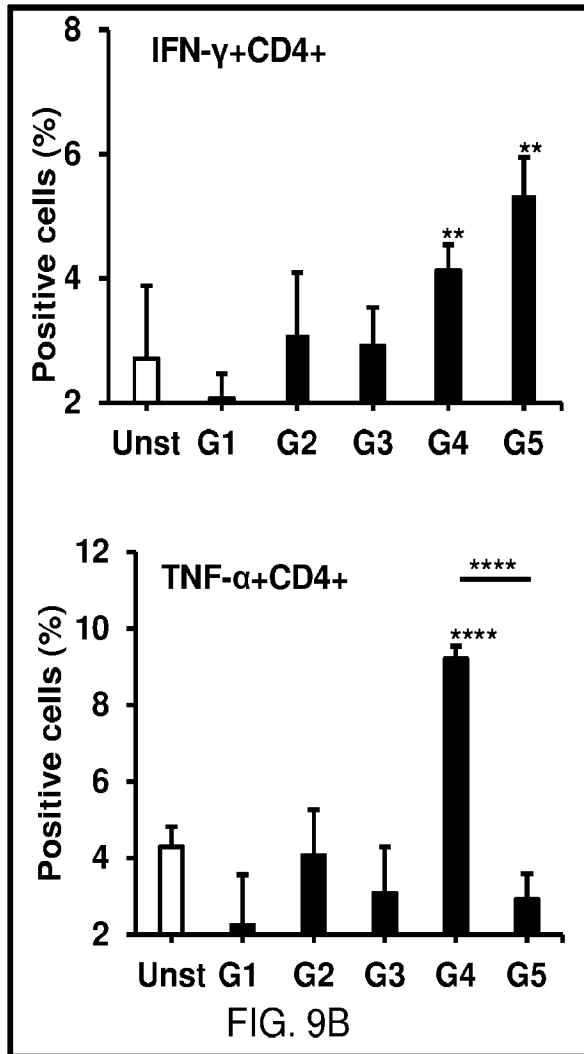 IFN-γ+CD4+
Positive cells (%)
8
6
4
2
**
**
Unst G1 G2 G3 G4 G5
TNF-α+CD4+
Positive cells (%)
12
10
8
6
4
2
****
****
Unst G1 G2 G3 G4 G5
FIG. 9B